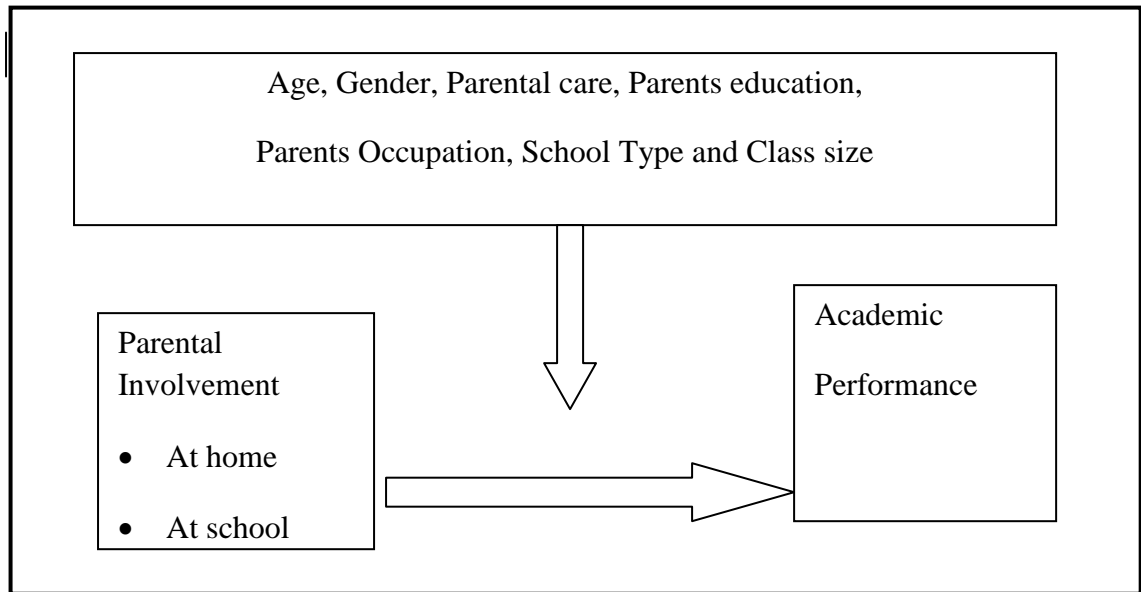 Age, Gender, Parental care, Parents education,
Parents Occupation, School Type and Class size
Parental
Involvement
• At home
• At school
Academic
Performance